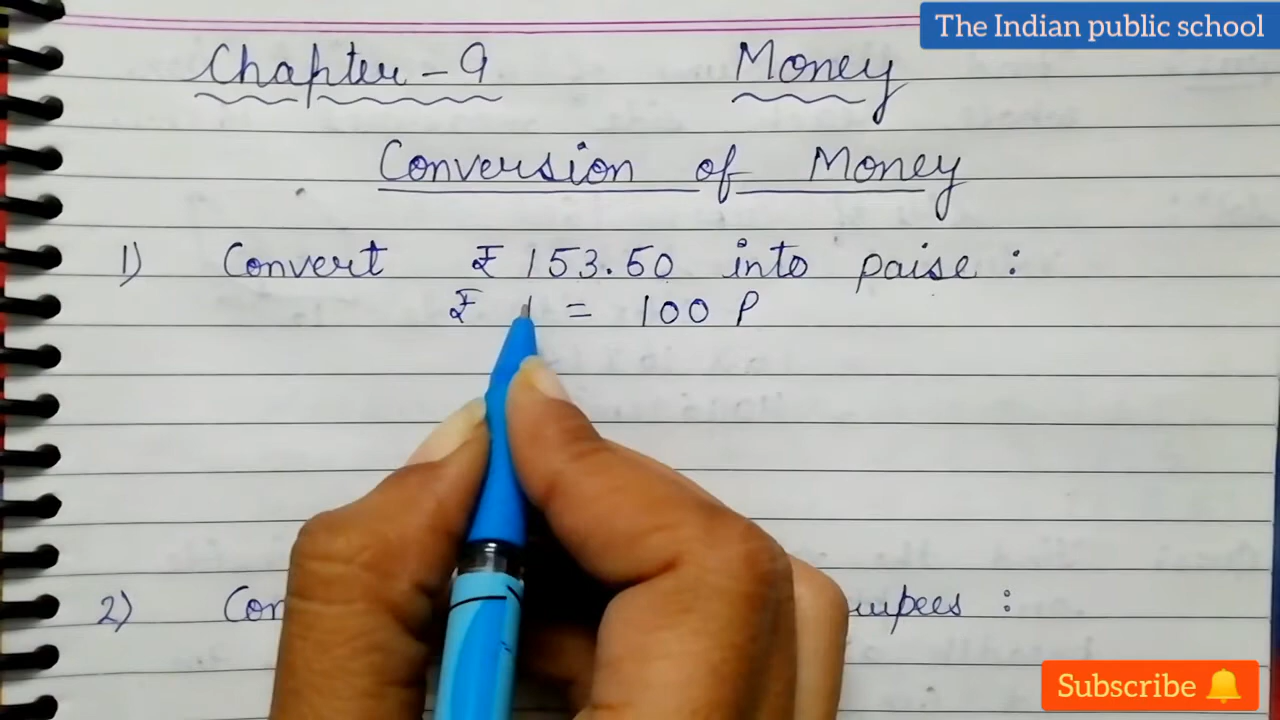 The Indian public school
Chapter-9 Money
Conversion of Money
1) Convert ₹ 153.50 into paise :
₹ 1 = 100 P
2)
Subscribe